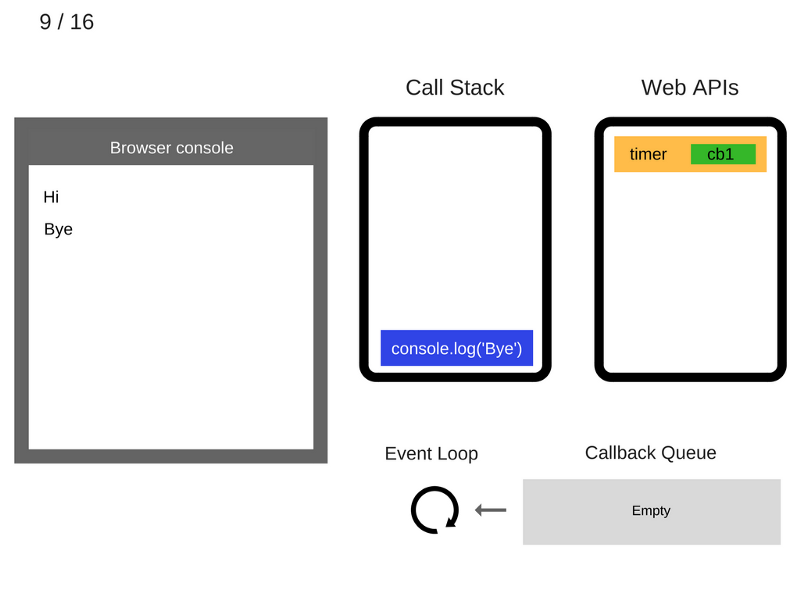 9 / 16
Call Stack
Web APIs
Browser console
timer
cb1
Hi
Bye
console.log('Bye')
Event Loop
Callback Queue
Empty